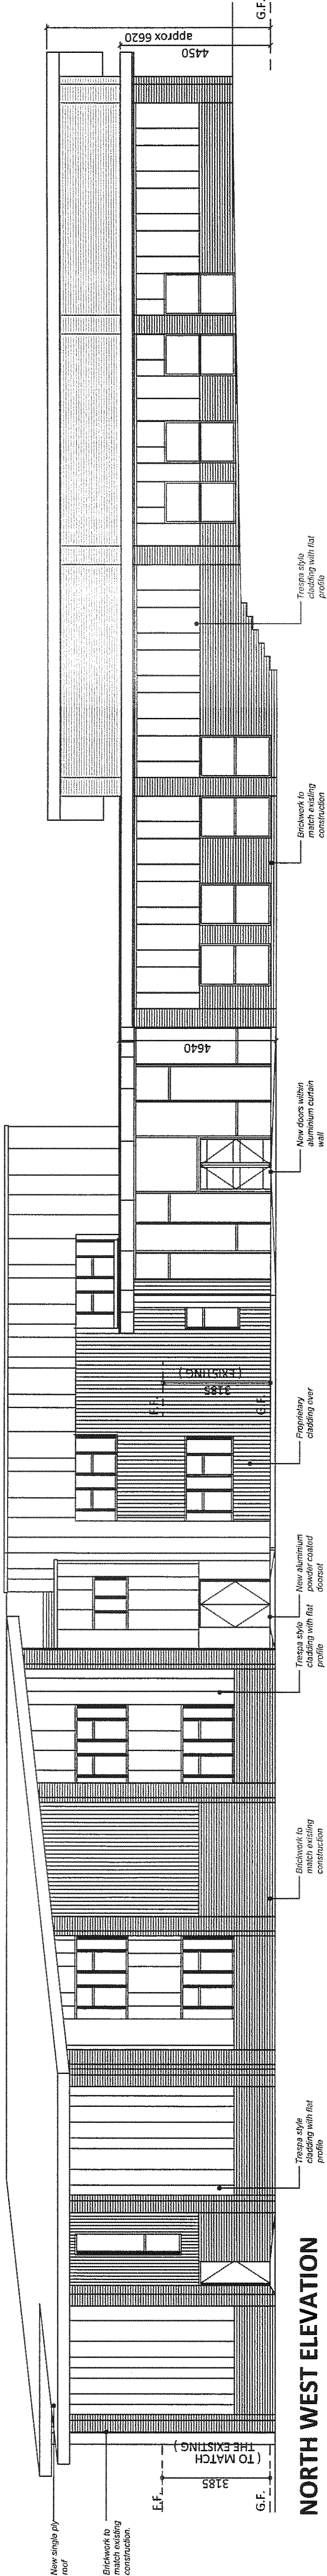 New single ply
roof
Brickwork to
match existing
construction.
F.F.
G.F.
3185
( TO MATCH
THE EXISTING )
NORTH WEST ELEVATION
Trespa style
cladding with flat
profile
Brickwork to
match existing
construction
Trespa style
cladding with flat
profile
New aluminium
powder coated
doorset
Proprietary
cladding over
F.F.
G.F.
3185
( EXISTING )
New doors within
aluminium curtain
wall
4640
Brickwork to
match existing
construction
Trespa style
cladding with flat
profile
4450
approx 6620
G.F.